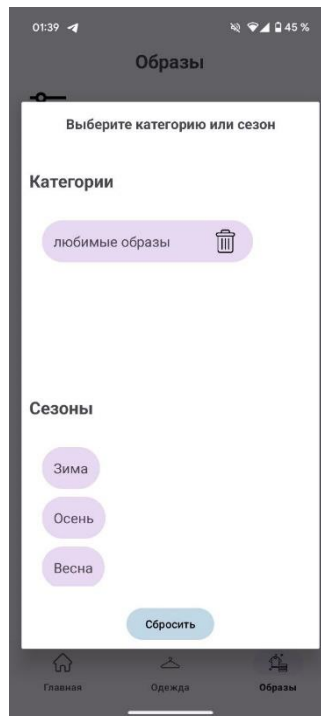 01:39 45 %
Образы
Выберите категорию или сезон
Категории
любимые образы
Сезоны
Зима
Осень
Весна
Сбросить
Главная Одежда Образы